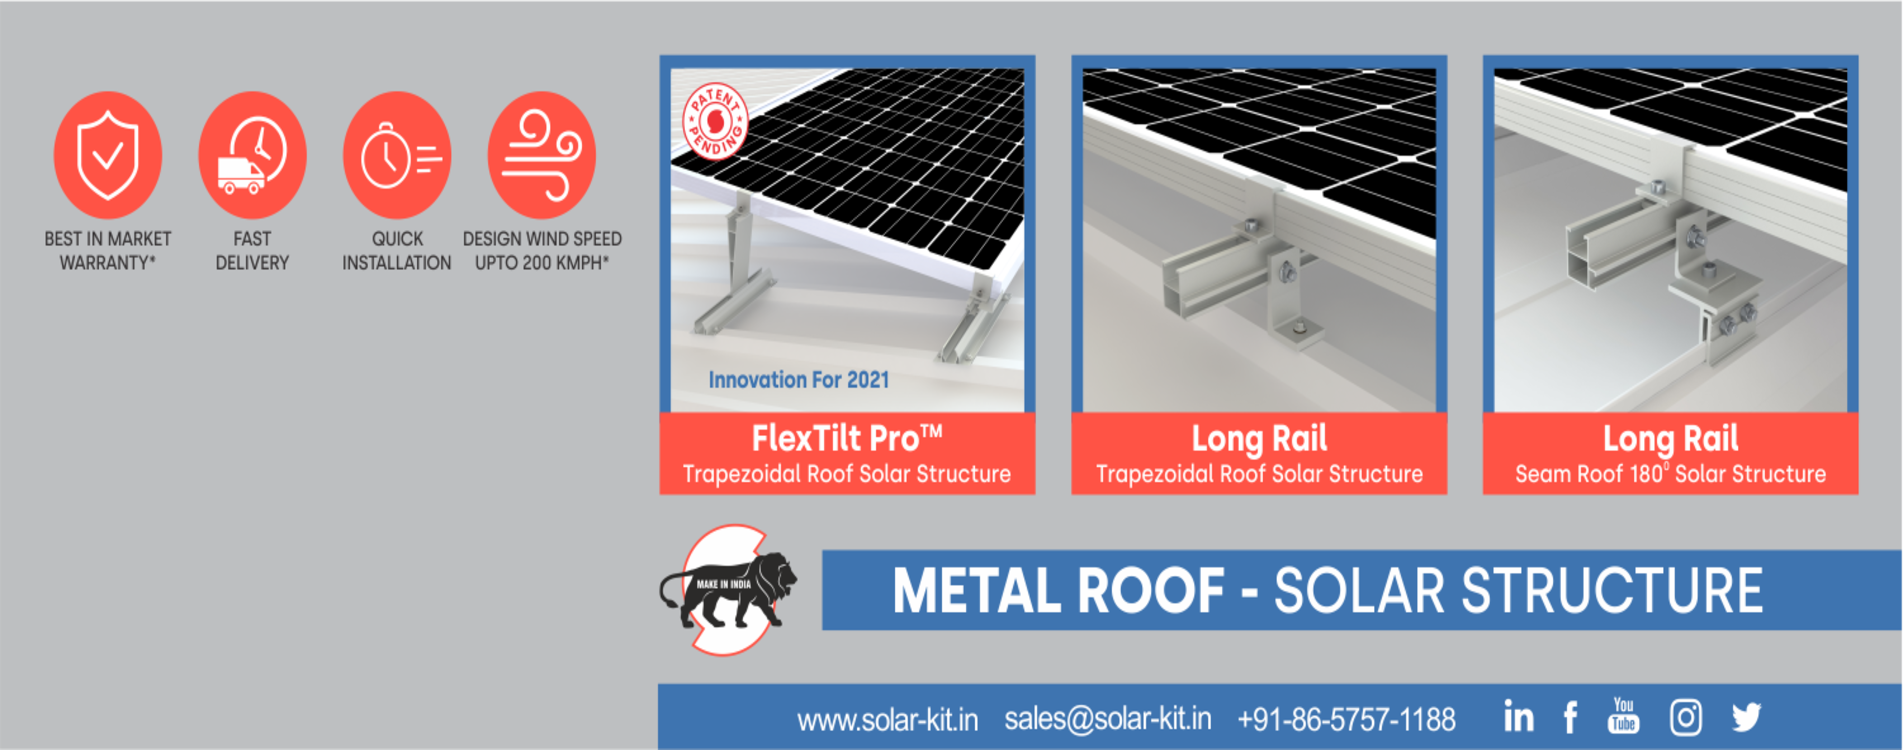 BEST IN MARKET
WARRANTY*
FAST
DELIVERY
QUICK
INSTALLATION
DESIGN WIND SPEED
UPTO 200 KMPH*
PATENT
PENDING
Innovation For 2021
FlexTilt Pro™
Trapezoidal Roof Solar Structure
Long Rail
Trapezoidal Roof Solar Structure
Long Rail
Seam Roof 180⁰ Solar Structure
MAKE IN INDIA
METAL ROOF - SOLAR STRUCTURE
www.solar-kit.in sales@solar-kit.in +91-86-5757-1188 in f You
Tube